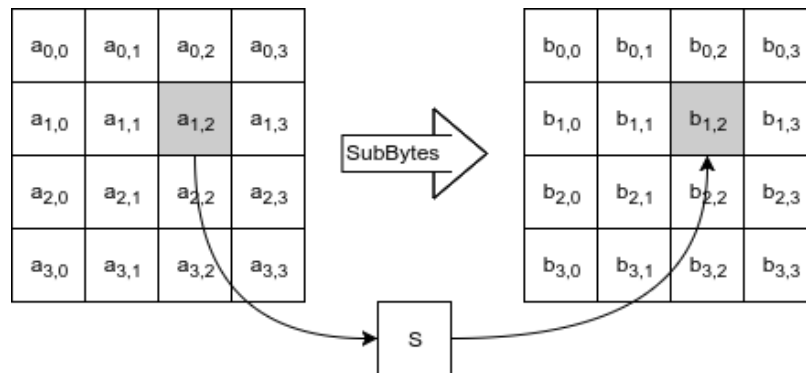 a0,0 a0,1 a0,2 a0,3 b0,0 b0,1 b0,2 b0,3
a1,0 a1,1 a1,2 a1,3 SubBytes b1,0 b1,1 b1,2 b1,3
a2,0 a2,1 a2,2 a2,3 b2,0 b2,1 b2,2 b2,3
a3,0 a3,1 a3,2 a3,3 b3,0 b3,1 b3,2 b3,3
S